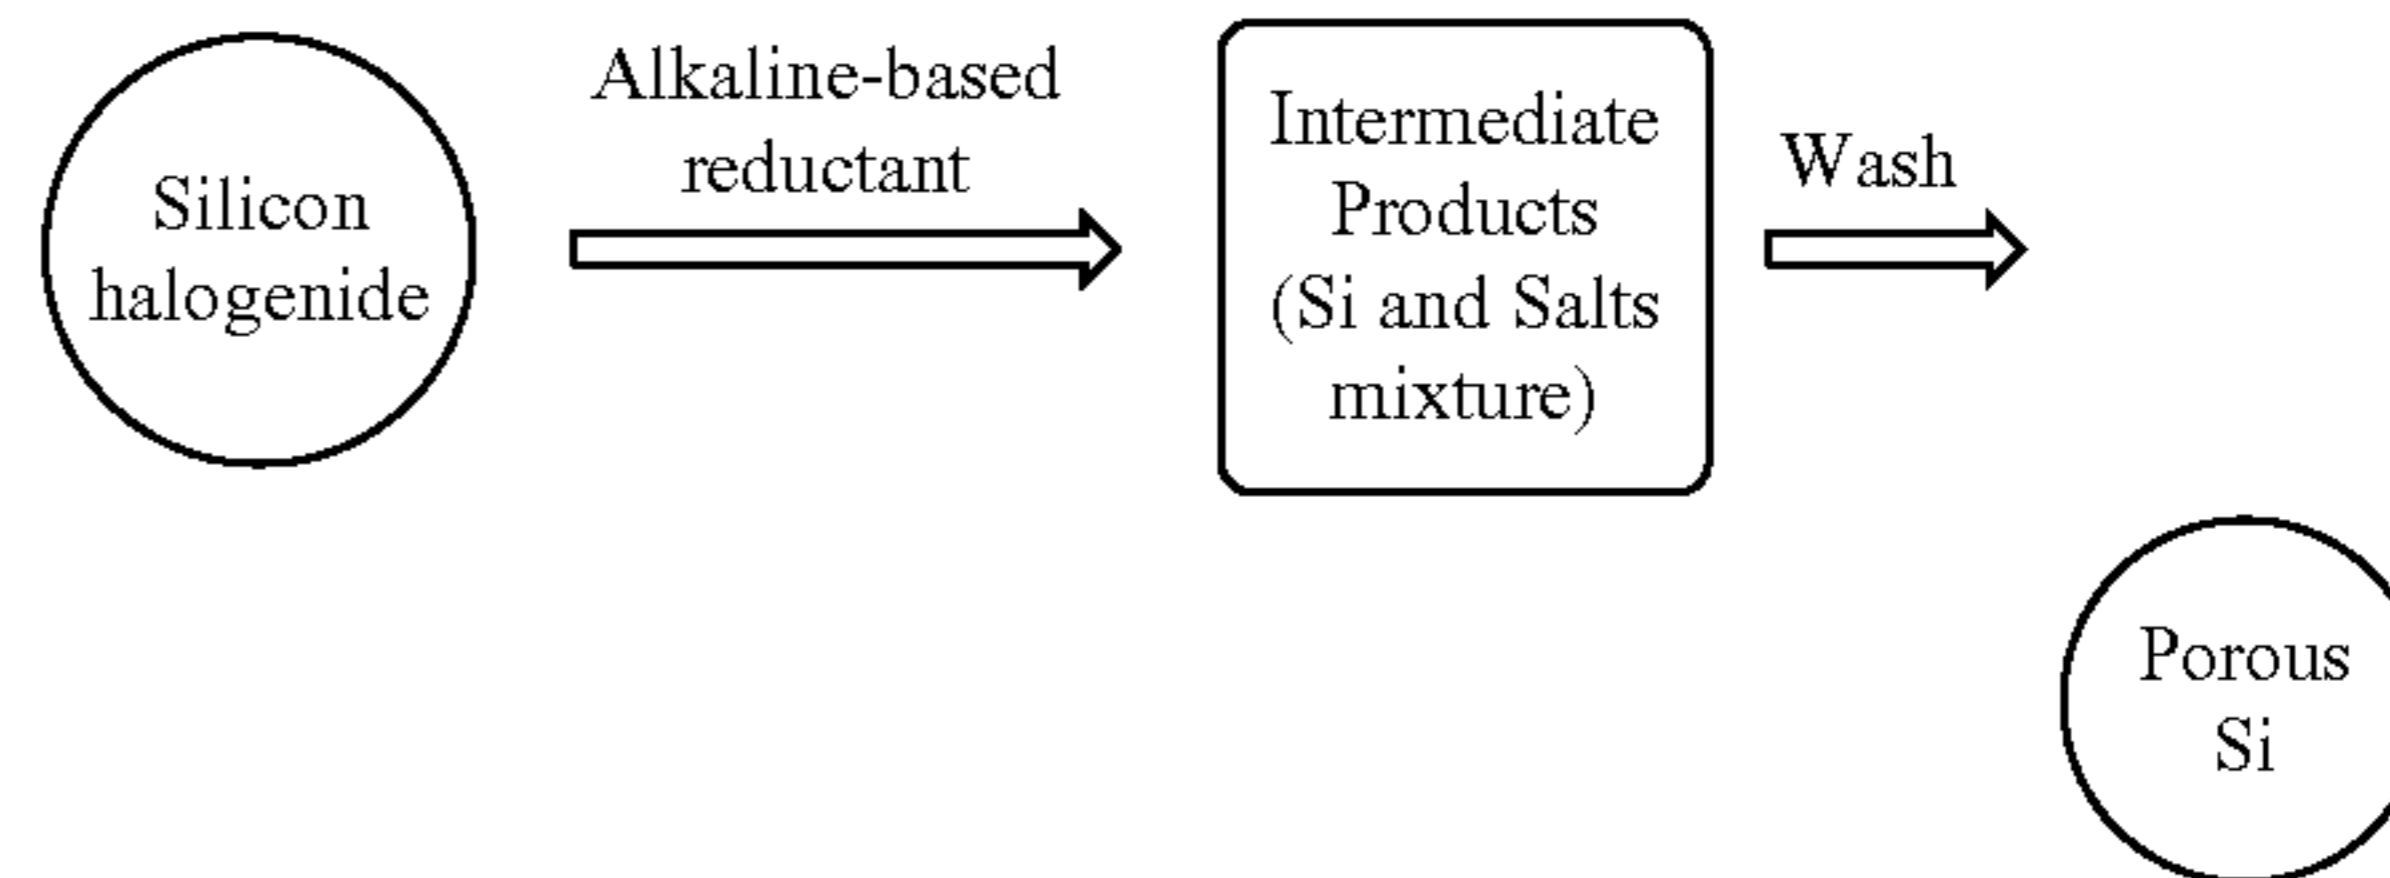 Silicon
halogenide
Alkaline-based
reductant
Intermediate
Products
(Si and Salts
mixture)
Wash
Porous
Si